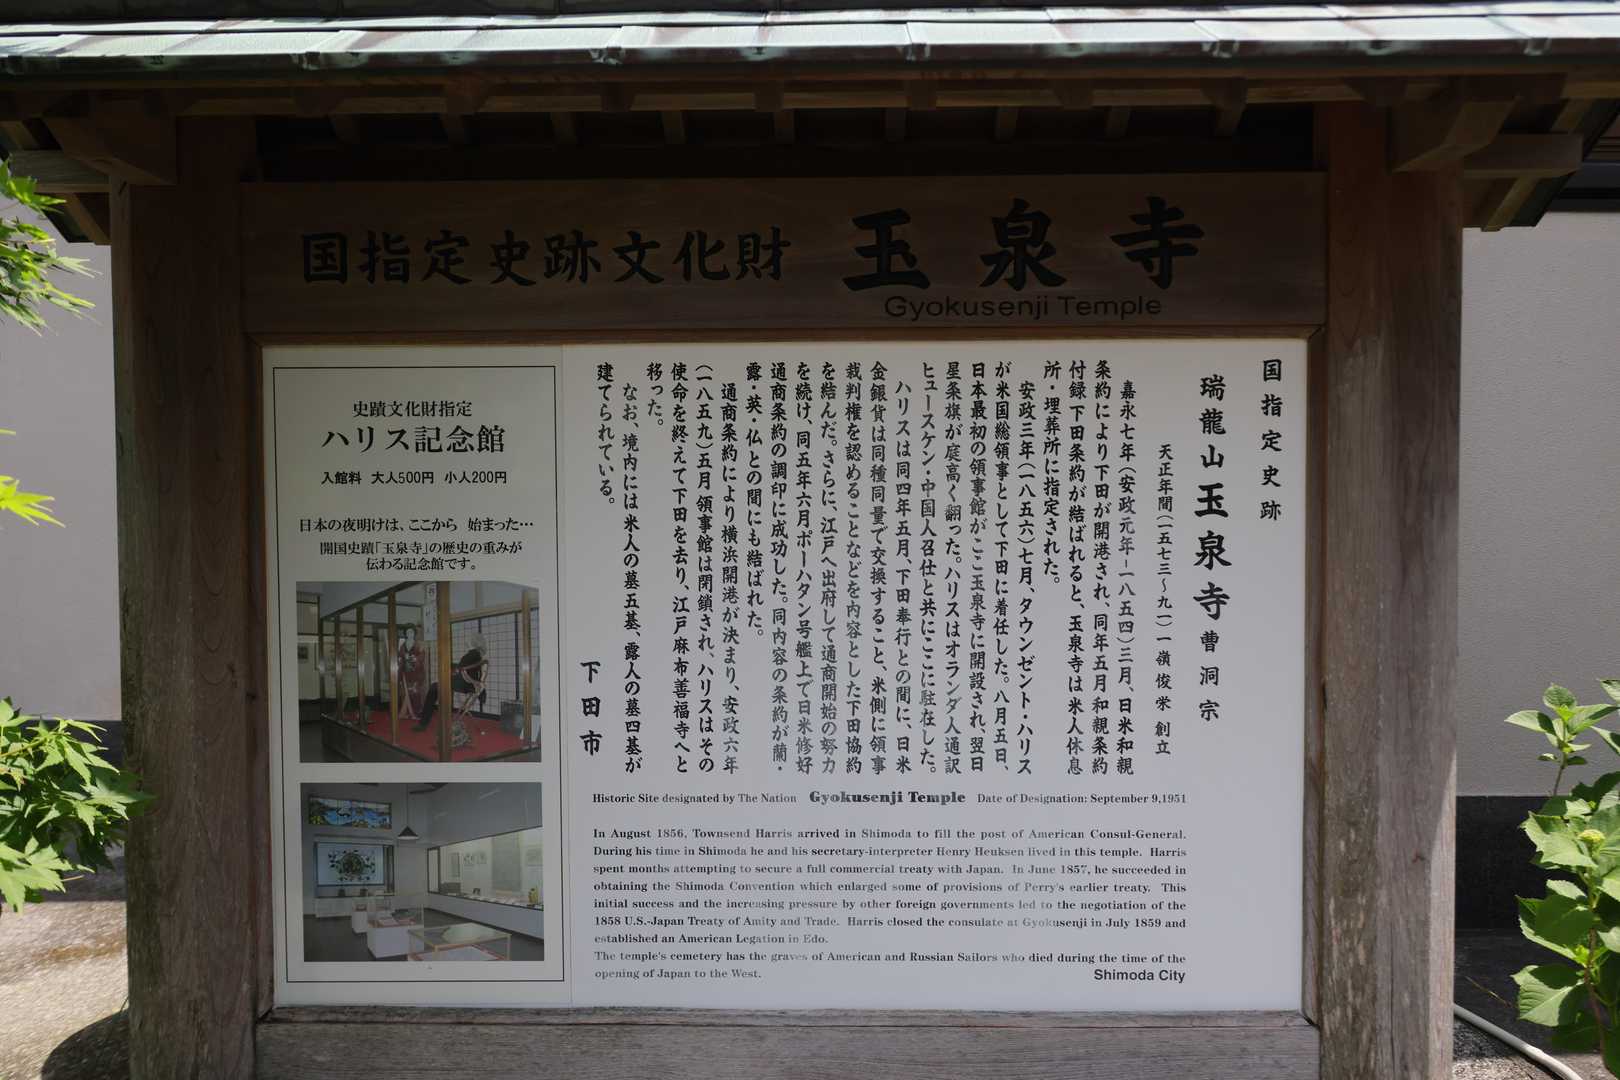 国指定史跡文化財 玉泉寺
Gyokusenji Temple
史蹟文化財指定
ハリス記念館
入館料 大人500円 小人200円
日本の夜明けは、ここから 始まった…
開国史蹟「玉泉寺」の歴史の重みが
伝わる記念館です。
国指定史跡
瑞龍山玉泉寺 曹洞宗
天正年間(一五七三〜九一)一嶺俊栄 創立
嘉永七年(安政元年−一八五四)三月、日米和親
条約により下田が開港され、同年五月和親条約
付録下田条約が結ばれると、玉泉寺は米人休息
所・埋葬所に指定された。
安政三年(一八五六)七月、タウンゼント・ハリス
が米国総領事として下田に着任した。八月五日、
日本最初の領事館がここ玉泉寺に開設され、翌日
星条旗が庭高く翻った。ハリスはオランダ人通訳
ヒュースケン・中国人召仕と共にここに駐在した。
ハリスは同四年五月、下田奉行との間に、日米
金銀貨は同種同量で交換すること、米側に領事
裁判権を認めることなどを内容とした下田協約
を結んだ。さらに、江戸へ出府して通商開始の努力
を続け、同五年六月ポーハタン号艦上で日米修好
通商条約の調印に成功した。同内容の条約が蘭・
露・英・仏との間にも結ばれた。
通商条約により横浜開港が決まり、安政六年
(一八五九)五月領事館は閉鎖され、ハリスはその
使命を終えて下田を去り、江戸麻布善福寺へと
移った。
なお、境内には米人の墓五基、露人の墓四基が
建てられている。
下田市
Historic Site designated by The Nation Gyokusenji Temple Date of Designation: September 9,1951
In August 1856, Townsend Harris arrived in Shimoda to fill the post of American Consul-General.
During his time in Shimoda he and his secretary-interpreter Henry Heuksen lived in this temple. Harris
spent months attempting to secure a full commercial treaty with Japan. In June 1857, he succeeded in
obtaining the Shimoda Convention which enlarged some of provisions of Perry's earlier treaty. This
initial success and the increasing pressure by other foreign governments led to the negotiation of the
1858 U.S.-Japan Treaty of Amity and Trade. Harris closed the consulate at Gyokusenji in July 1859 and
established an American Legation in Edo.
The temple's cemetery has the graves of American and Russian Sailors who died during the time of the
opening of Japan to the West.
Shimoda City